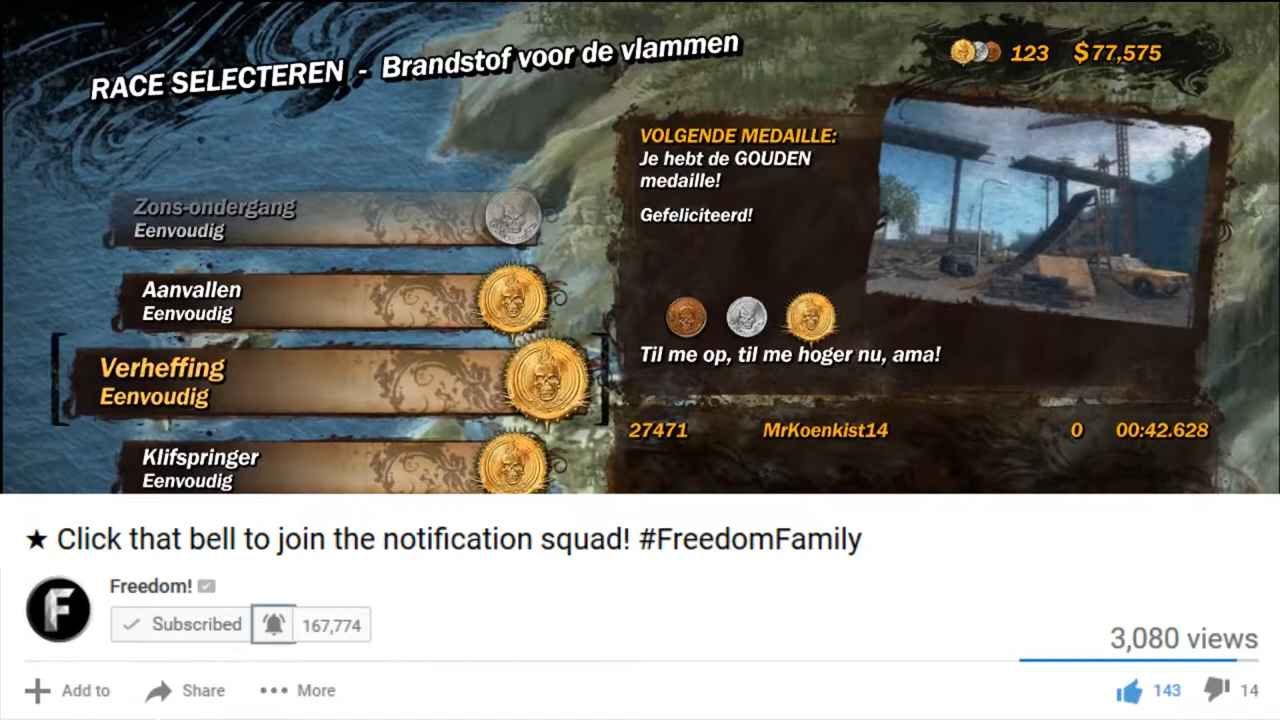 RACE SELECTEREN - Brandstof voor de vlammen
123 $77,575
Zons-ondergang
Eenvoudig
Aanvallen
Eenvoudig
Verheffing
Eenvoudig
Klifspringer
Eenvoudig
VOLGENDE MEDAILLE:
Je hebt de GOUDEN
medaille!
Gefeliciteerd!
Til me op, til me hoger nu, ama!
27471 MrKoenkist14 0 00:42.628
★ Click that bell to join the notification squad! #FreedomFamily
F
Freedom!
Subscribed 167,774
3,080 views
Add to Share More
143 14